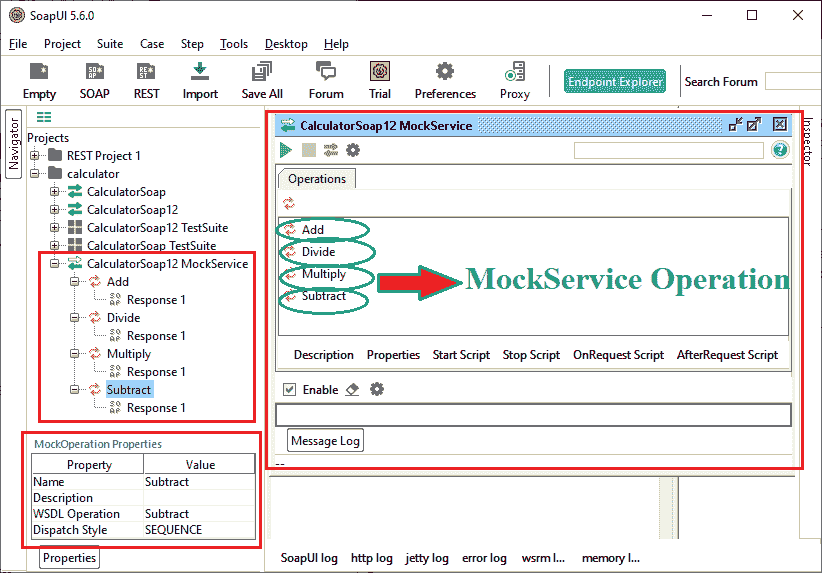 SoapUI 5.6.0
File Project Suite Case Step Tools Desktop Help
Empty SOAP REST Import Save All Forum Trial Preferences Proxy Endpoint Explorer Search Forum
Navigator
Projects
REST Project 1
calculator
CalculatorSoap
CalculatorSoap12
CalculatorSoap12 TestSuite
CalculatorSoap TestSuite
CalculatorSoap12 MockService
Add
Response 1
Divide
Response 1
Multiply
Response 1
Subtract
Response 1
MockOperation Properties
Property Value
Name Subtract
Description
WSDL Operation Subtract
Dispatch Style SEQUENCE
Properties
CalculatorSoap12 MockService
Operations
Add
Divide
Multiply
Subtract
MockService Operation
Description Properties Start Script Stop Script OnRequest Script AfterRequest Script
Enable
Message Log
--
Inspector
SoapUI log http log jetty log error log wsrm l... memory l...